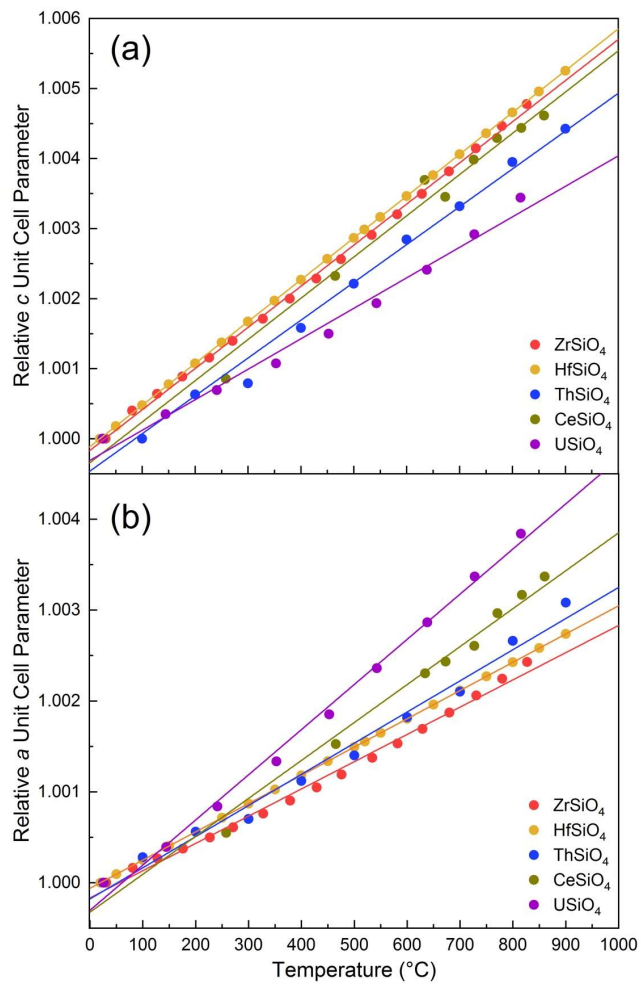 (a)
1.006
1.005
1.004
1.003
1.002
1.001
1.000
Relative c Unit Cell Parameter
ZrSiO₄
HfSiO₄
ThSiO₄
CeSiO₄
USiO₄
(b)
1.004
1.003
1.002
1.001
1.000
Relative a Unit Cell Parameter
ZrSiO₄
HfSiO₄
ThSiO₄
CeSiO₄
USiO₄
0 100 200 300 400 500 600 700 800 900 1000
Temperature (°C)